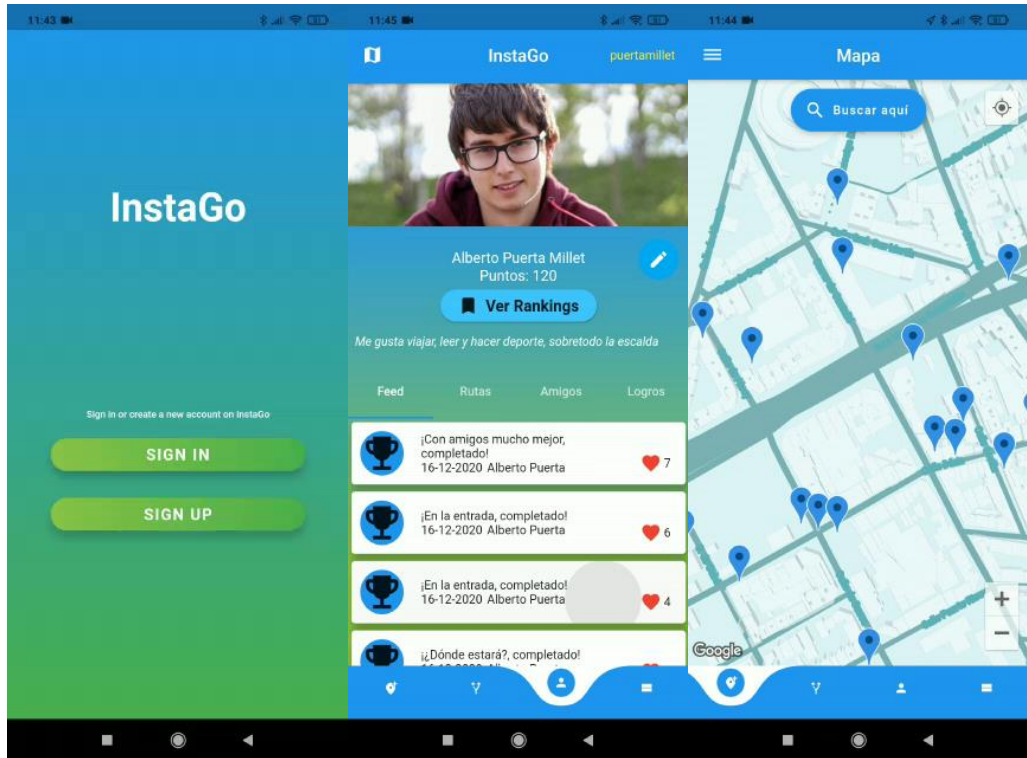 11:43
InstaGo
Sign in or create a new account on InstaGo
SIGN IN
SIGN UP
11:45
InstaGo
puertamillet
Alberto Puerta Millet
Puntos: 120
Ver Rankings
Me gusta viajar, leer y hacer deporte, sobretodo la escalda
Feed
Rutas
Amigos
Logros
¡Con amigos mucho mejor,
completado!
16-12-2020 Alberto Puerta
7
¡En la entrada, completado!
16-12-2020 Alberto Puerta
6
¡En la entrada, completado!
16-12-2020 Alberto Puerta
4
¡¿Dónde estará?, completado!
11:44
Mapa
Buscar aquí
+
−
Google